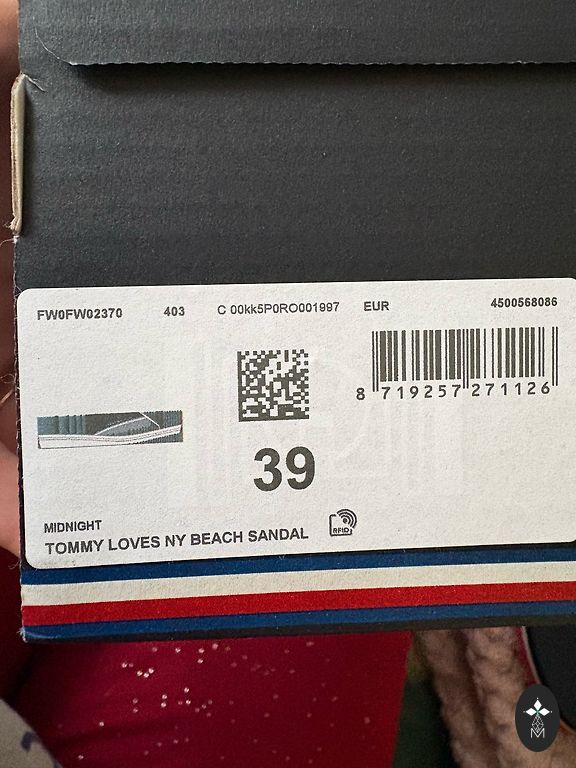 FW0FW02370 403 C 00kk5P0RO001997 EUR 4500568086
8 719257 271126
39
RFID
MIDNIGHT
TOMMY LOVES NY BEACH SANDAL
M